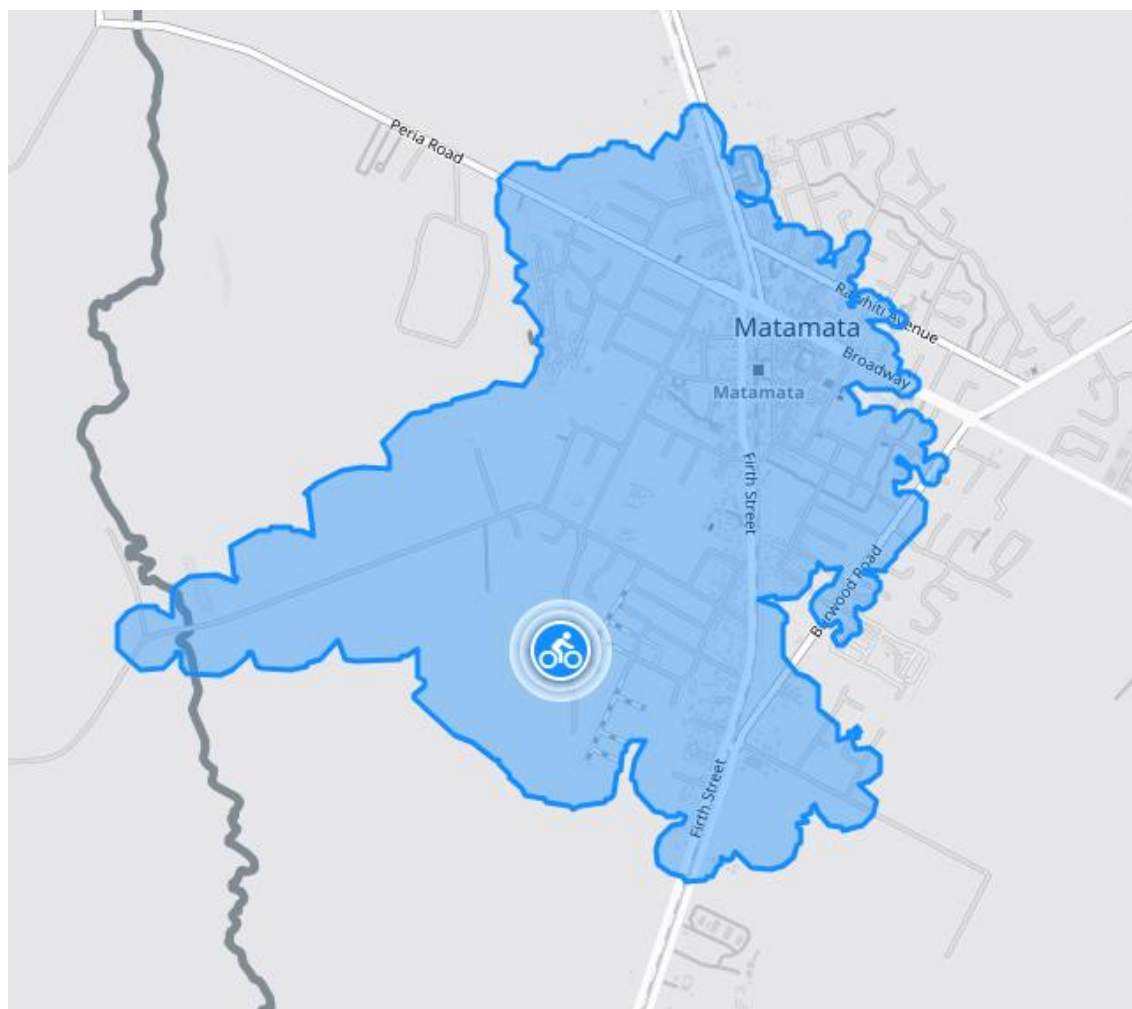 Peria Road
Rawhiti Avenue
Matamata
Broadway
Matamata
Firth Street
Burwood Road
Firth Street